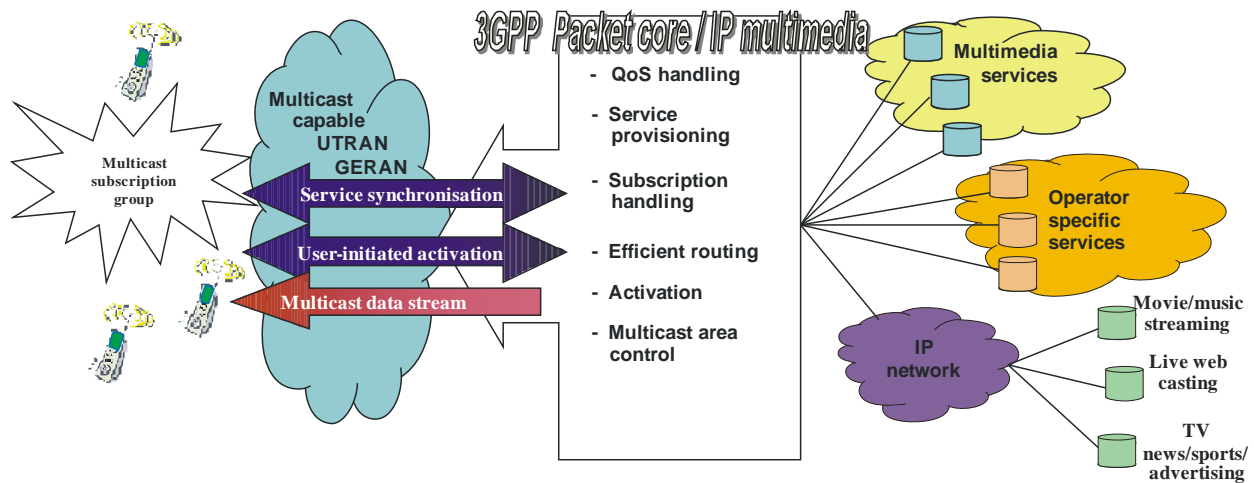 3GPP Packet core / IP multimedia
Multicast
subscription
group
Multicast
capable
UTRAN
GERAN
Service synchronisation
User-initiated activation
Multicast data stream
- QoS handling
- Service
provisioning
- Subscription
handling
- Efficient routing
- Activation
- Multicast area
control
Multimedia
services
Operator
specific
services
IP
network
Movie/music
streaming
Live web
casting
TV
news/sports/
advertising